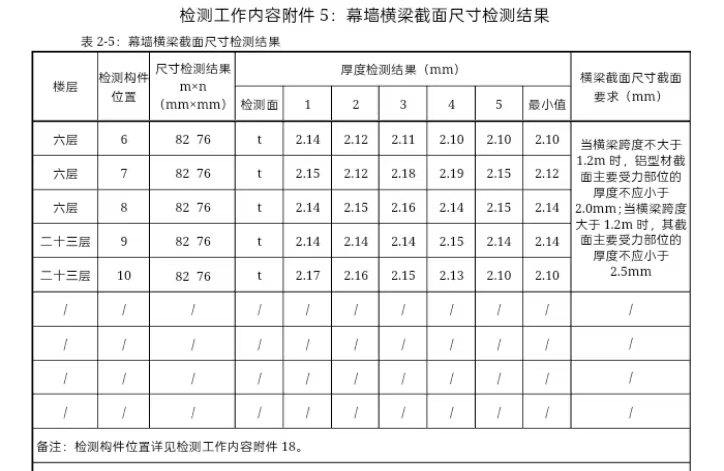 检测工作内容附件 5：幕墙横梁截面尺寸检测结果
表 2-5：幕墙横梁截面尺寸检测结果
楼层 检测构件位置 尺寸检测结果 m×n （mm×mm） 厚度检测结果（mm） 横梁截面尺寸截面要求（mm）
检测面 1 2 3 4 5 最小值
六层 6 82 76 t 2.14 2.12 2.11 2.10 2.10 2.10
六层 7 82 76 t 2.15 2.12 2.18 2.19 2.15 2.12
六层 8 82 76 t 2.14 2.15 2.16 2.14 2.15 2.14
二十三层 9 82 76 t 2.14 2.14 2.14 2.15 2.14 2.14
二十三层 10 82 76 t 2.17 2.16 2.15 2.13 2.10 2.10
当横梁跨度不大于
1.2m 时，铝型材截
面主要受力部位的
厚度不应小于
2.0mm;当横梁跨度
大于 1.2m 时，其截
面主要受力部位的
厚度不应小于
2.5mm
/ / / / / / / / / / /
/ / / / / / / / / / /
/ / / / / / / / / / /
/ / / / / / / / / / /
备注：检测构件位置详见检测工作内容附件 18。